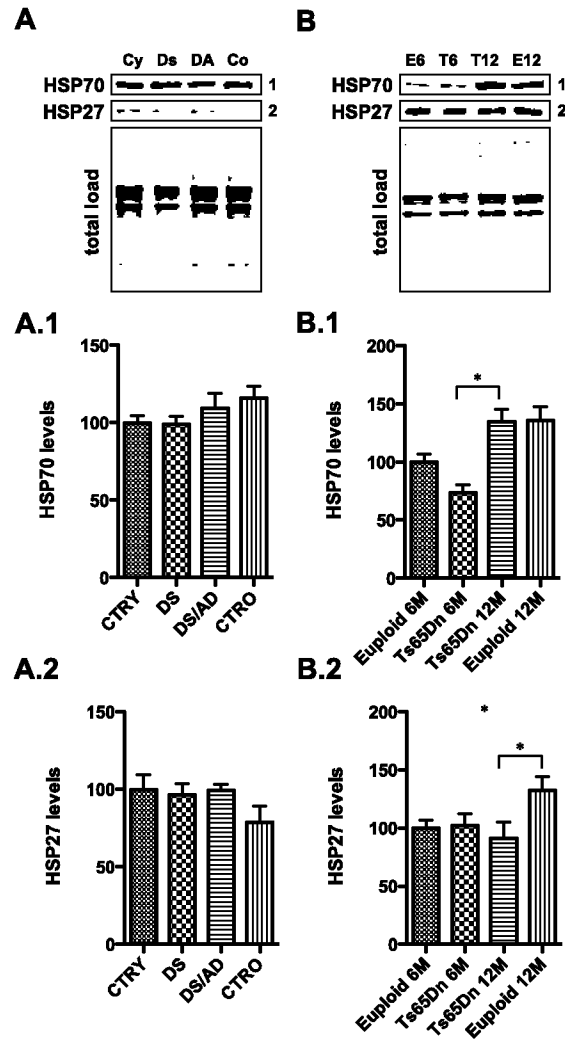 A
Cy Ds DA Co
HSP70 1
HSP27 2
total load
B
E6 T6 T12 E12
HSP70 1
HSP27 2
total load
A.1
HSP70 levels
150
100
50
0
CTRY
DS
DS/AD
CTRO
B.1
HSP70 levels
200
150
100
50
0
*
Euploid 6M
Ts65Dn 6M
Ts65Dn 12M
Euploid 12M
A.2
HSP27 levels
150
100
50
0
CTRY
DS
DS/AD
CTRO
B.2
HSP27 levels
200
150
100
50
0
*
*
Euploid 6M
Ts65Dn 6M
Ts65Dn 12M
Euploid 12M